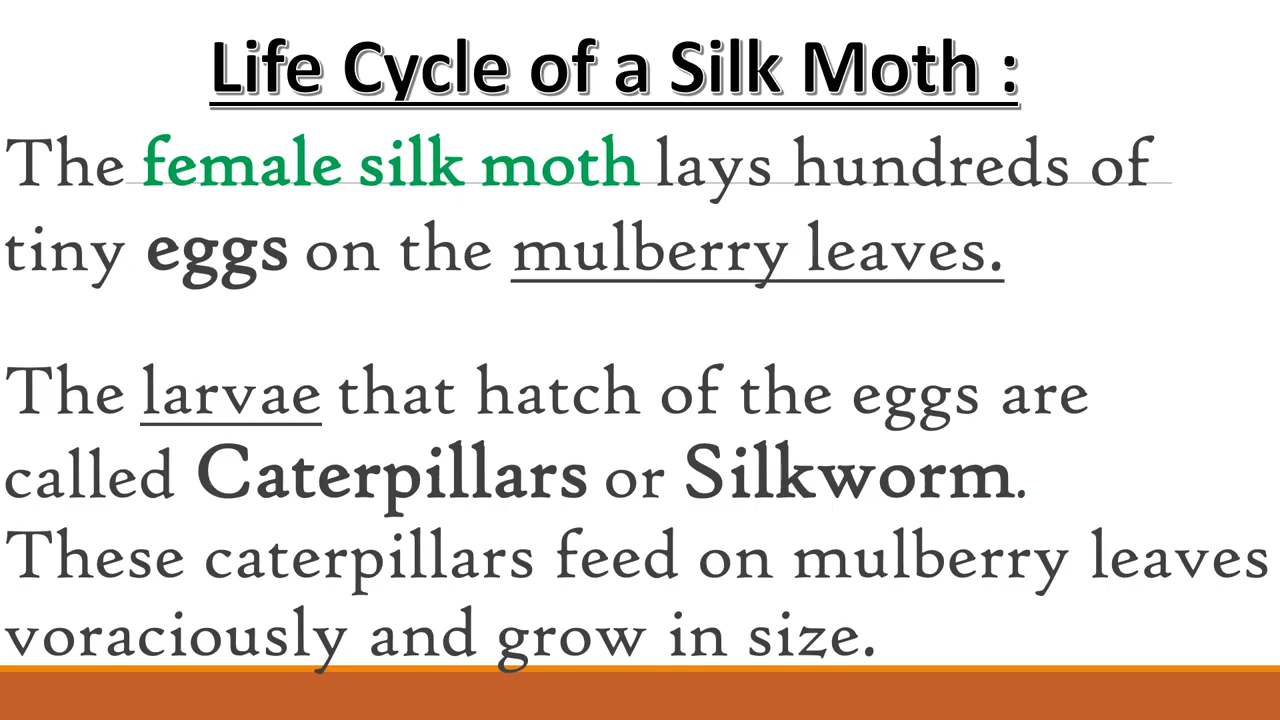 Life Cycle of a Silk Moth :
The female silk moth lays hundreds of
tiny eggs on the mulberry leaves.
The larvae that hatch of the eggs are
called Caterpillars or Silkworm.
These caterpillars feed on mulberry leaves
voraciously and grow in size.